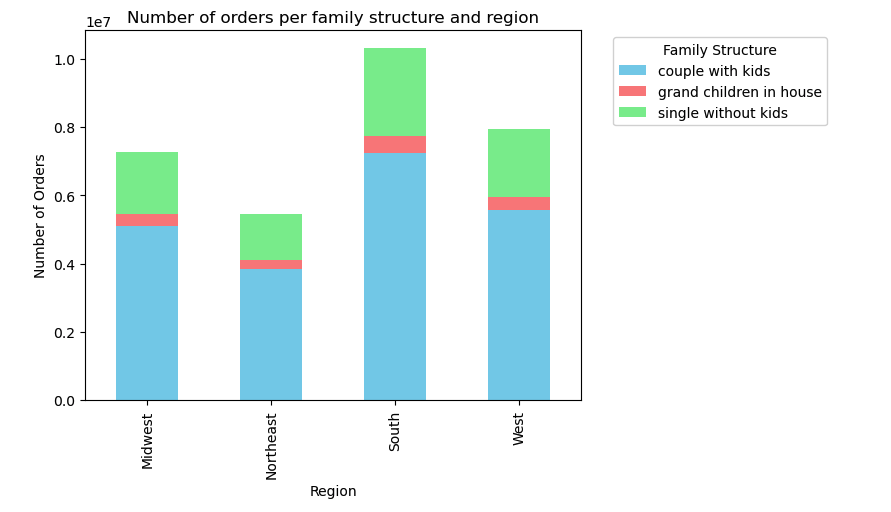 Number of orders per family structure and region
1e7
1.0
0.8
0.6
0.4
0.2
0.0
Number of Orders
Midwest
Northeast
South
West
Region
Family Structure
couple with kids
grand children in house
single without kids